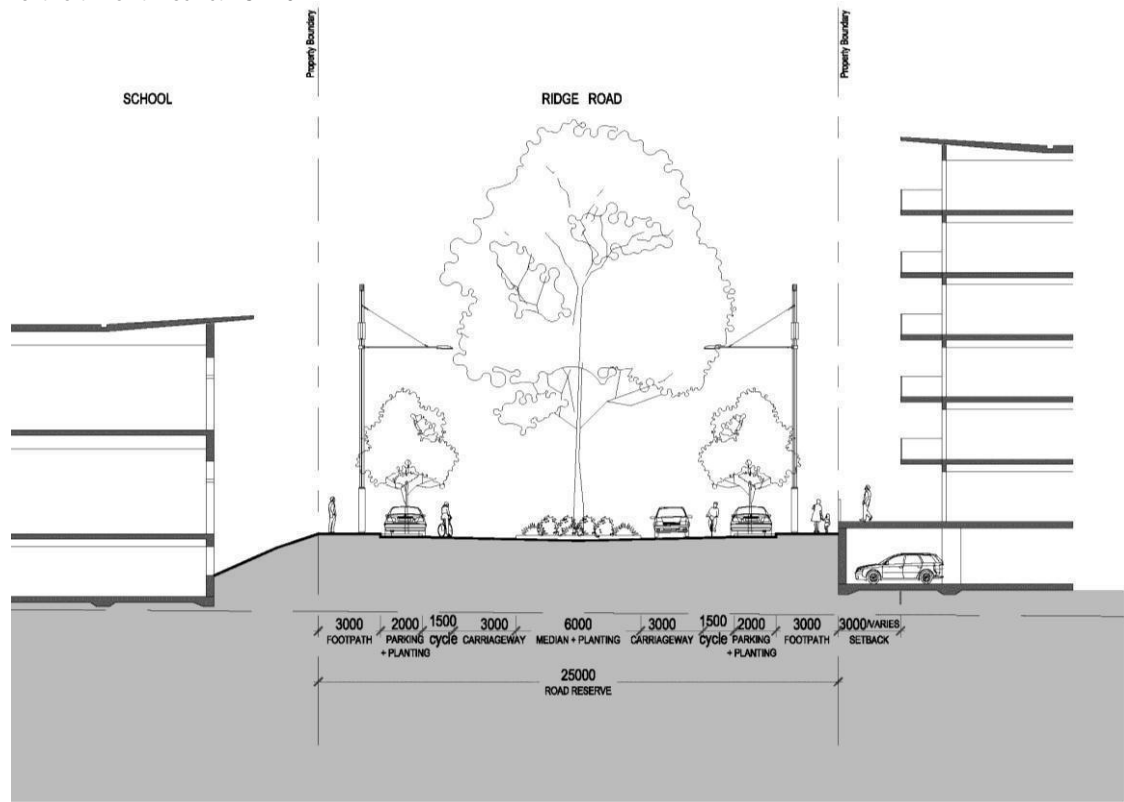 Property Boundary
Property Boundary
SCHOOL
RIDGE ROAD
3000
FOOTPATH
2000
PARKING
+ PLANTING
1500
cycle
3000
CARRIAGEWAY
6000
MEDIAN + PLANTING
3000
CARRIAGEWAY
1500
cycle
2000
PARKING
+ PLANTING
3000
FOOTPATH
3000/VARIES
SETBACK
25000
ROAD RESERVE